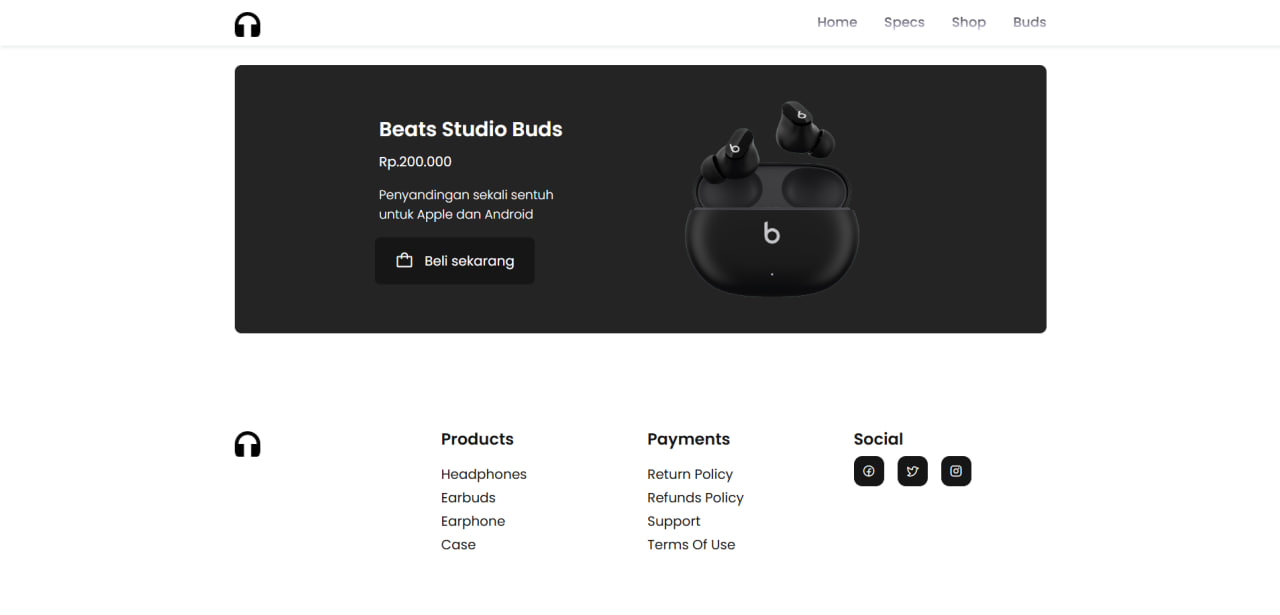 Home Specs Shop Buds
Beats Studio Buds
Rp.200.000
Penyandingan sekali sentuh
untuk Apple dan Android
Beli sekarang
b
b
b
Products
Headphones
Earbuds
Earphone
Case
Payments
Return Policy
Refunds Policy
Support
Terms Of Use
Social